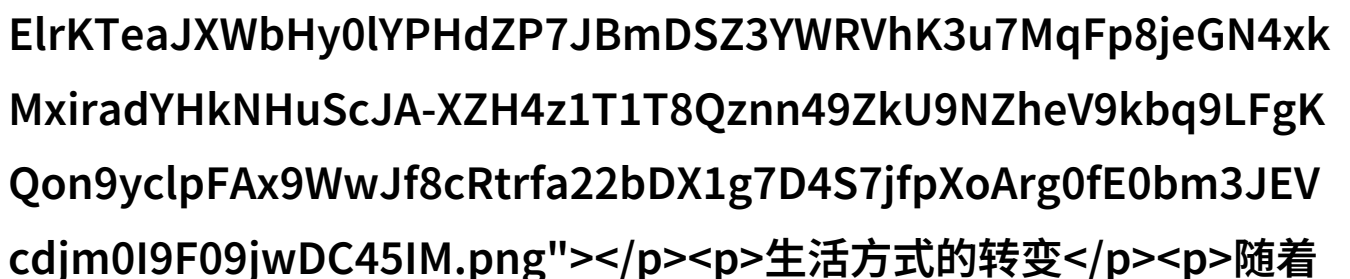 ElrKTeaJXWbHy0lYPHdZP7JBmDSZ3YWRVhK3u7MqFp8jeGN4xk
MxiradYHkNHuScJA-XZH4z1T1T8Qznn49ZkU9NZheV9kbq9LFgK
Qon9yclpFAx9WwJf8cRtrfa22bDX1g7D4S7jfpXoArg0fE0bm3JEV
cdjm0I9F09jwDC45IM.png"></p><p>生活方式的转变</p><p>随着